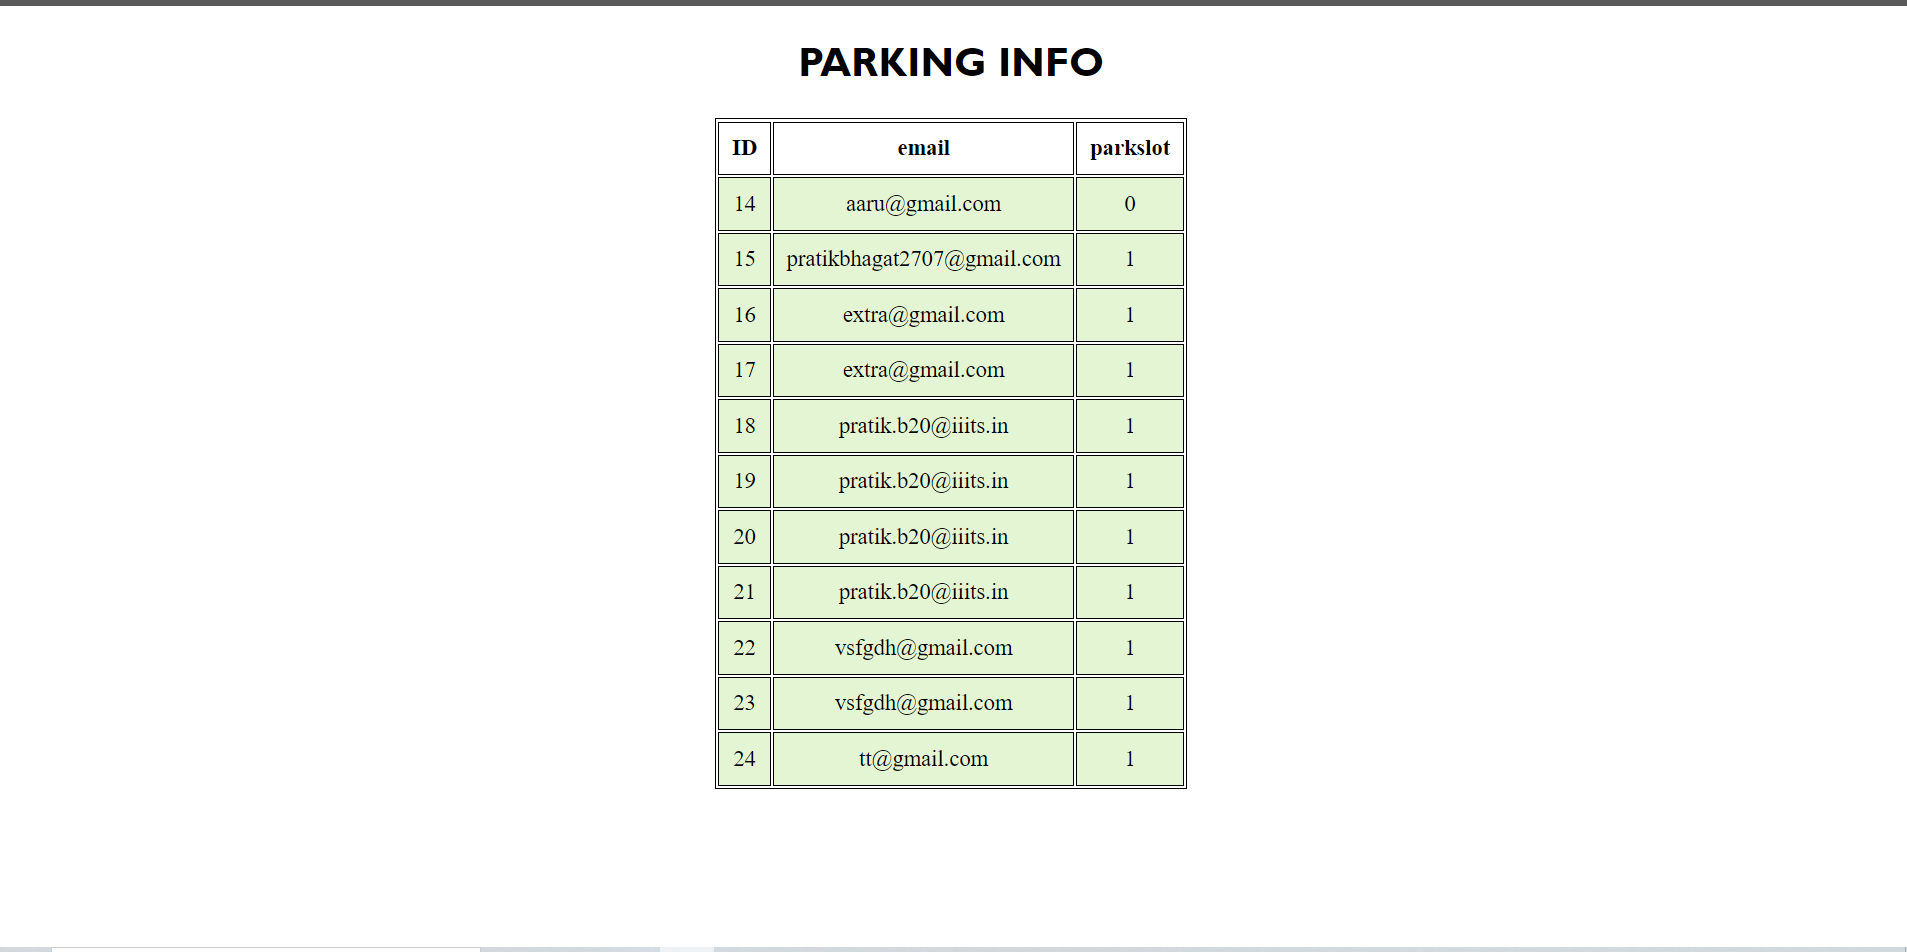 PARKING INFO
ID email parkslot
14 aaru@gmail.com 0
15 pratikbhagat2707@gmail.com 1
16 extra@gmail.com 1
17 extra@gmail.com 1
18 pratik.b20@iiits.in 1
19 pratik.b20@iiits.in 1
20 pratik.b20@iiits.in 1
21 pratik.b20@iiits.in 1
22 vsfgdh@gmail.com 1
23 vsfgdh@gmail.com 1
24 tt@gmail.com 1